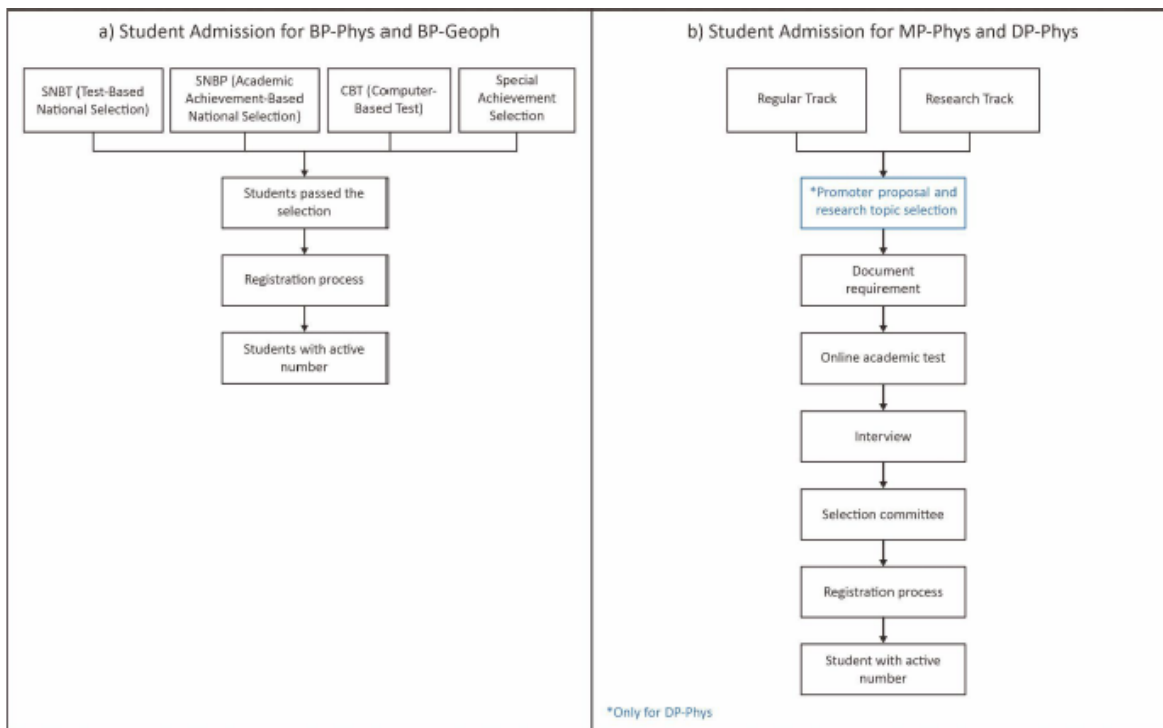 a) Student Admission for BP-Phys and BP-Geoph
SNBT (Test-Based
National Selection)
SNBP (Academic
Achievement-Based
National Selection)
CBT (Computer-
Based Test)
Special
Achievement
Selection
Students passed the
selection
Registration process
Students with active
number
b) Student Admission for MP-Phys and DP-Phys
Regular Track
Research Track
*Promoter proposal and
research topic selection
Document
requirement
Online academic test
Interview
Selection committee
Registration process
Student with active
number
*Only for DP-Phys